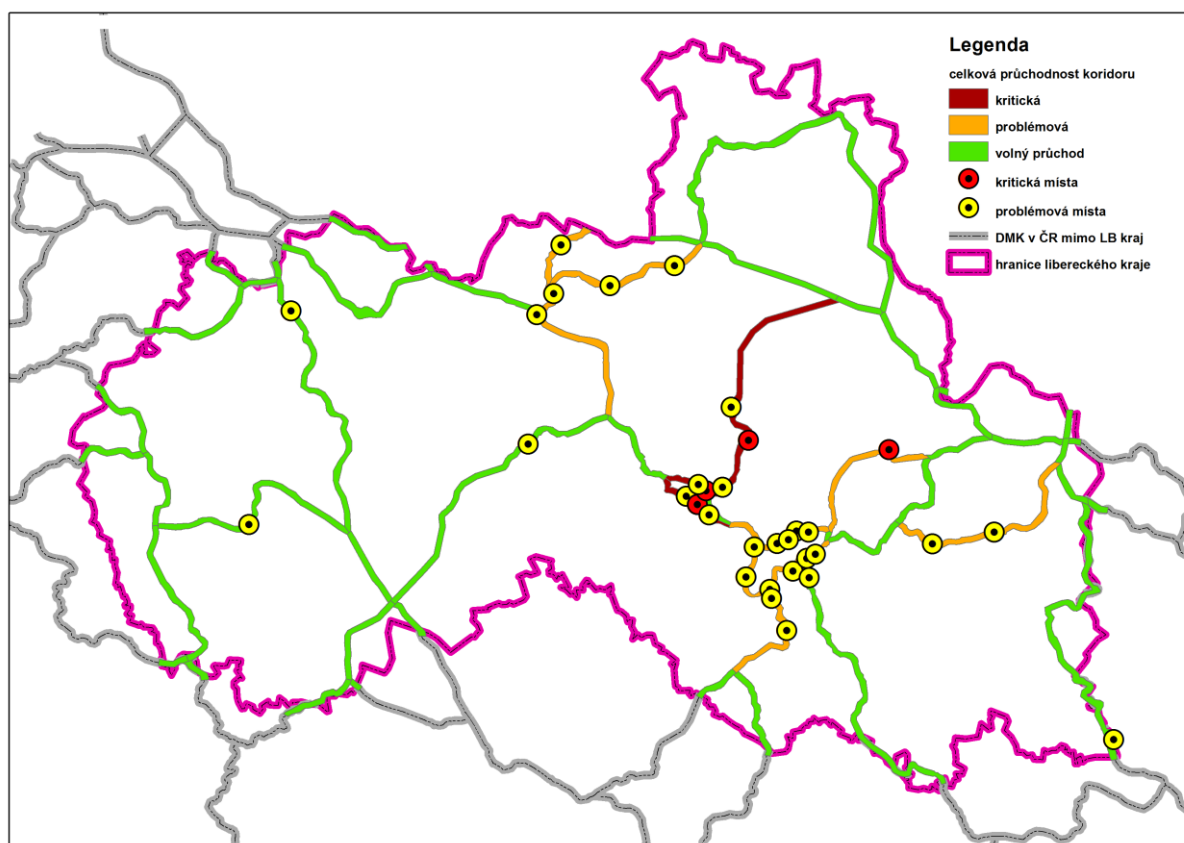 Legenda
celková průchodnost koridoru
kritická
problémová
volný průchod
kritická místa
problémová místa
DMK v ČR mimo LB kraj
hranice libereckého kraje